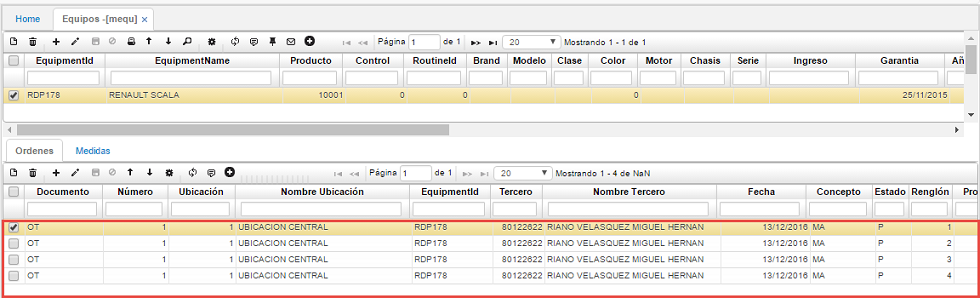 Home Equipos -[mequ] ×
Página 1 de 1 20 Mostrando 1 - 1 de 1
EquipmentId EquipmentName Producto Control RoutineId Brand Modelo Clase Color Motor Chasis Serie Ingreso Garantia Añ
RDP178 RENAULT SCALA 10001 0 0 0 25/11/2015
Ordenes Medidas
Página 1 de 1 20 Mostrando 1 - 4 de NaN
Documento Número Ubicación Nombre Ubicación EquipmentId Tercero Nombre Tercero Fecha Concepto Estado Renglón Pro
OT 1 1 UBICACION CENTRAL RDP178 80122622 RIANO VELASQUEZ MIGUEL HERNAN 13/12/2016 MA P 1
OT 1 1 UBICACION CENTRAL RDP178 80122622 RIANO VELASQUEZ MIGUEL HERNAN 13/12/2016 MA P 2
OT 1 1 UBICACION CENTRAL RDP178 80122622 RIANO VELASQUEZ MIGUEL HERNAN 13/12/2016 MA P 3
OT 1 1 UBICACION CENTRAL RDP178 80122622 RIANO VELASQUEZ MIGUEL HERNAN 13/12/2016 MA P 4